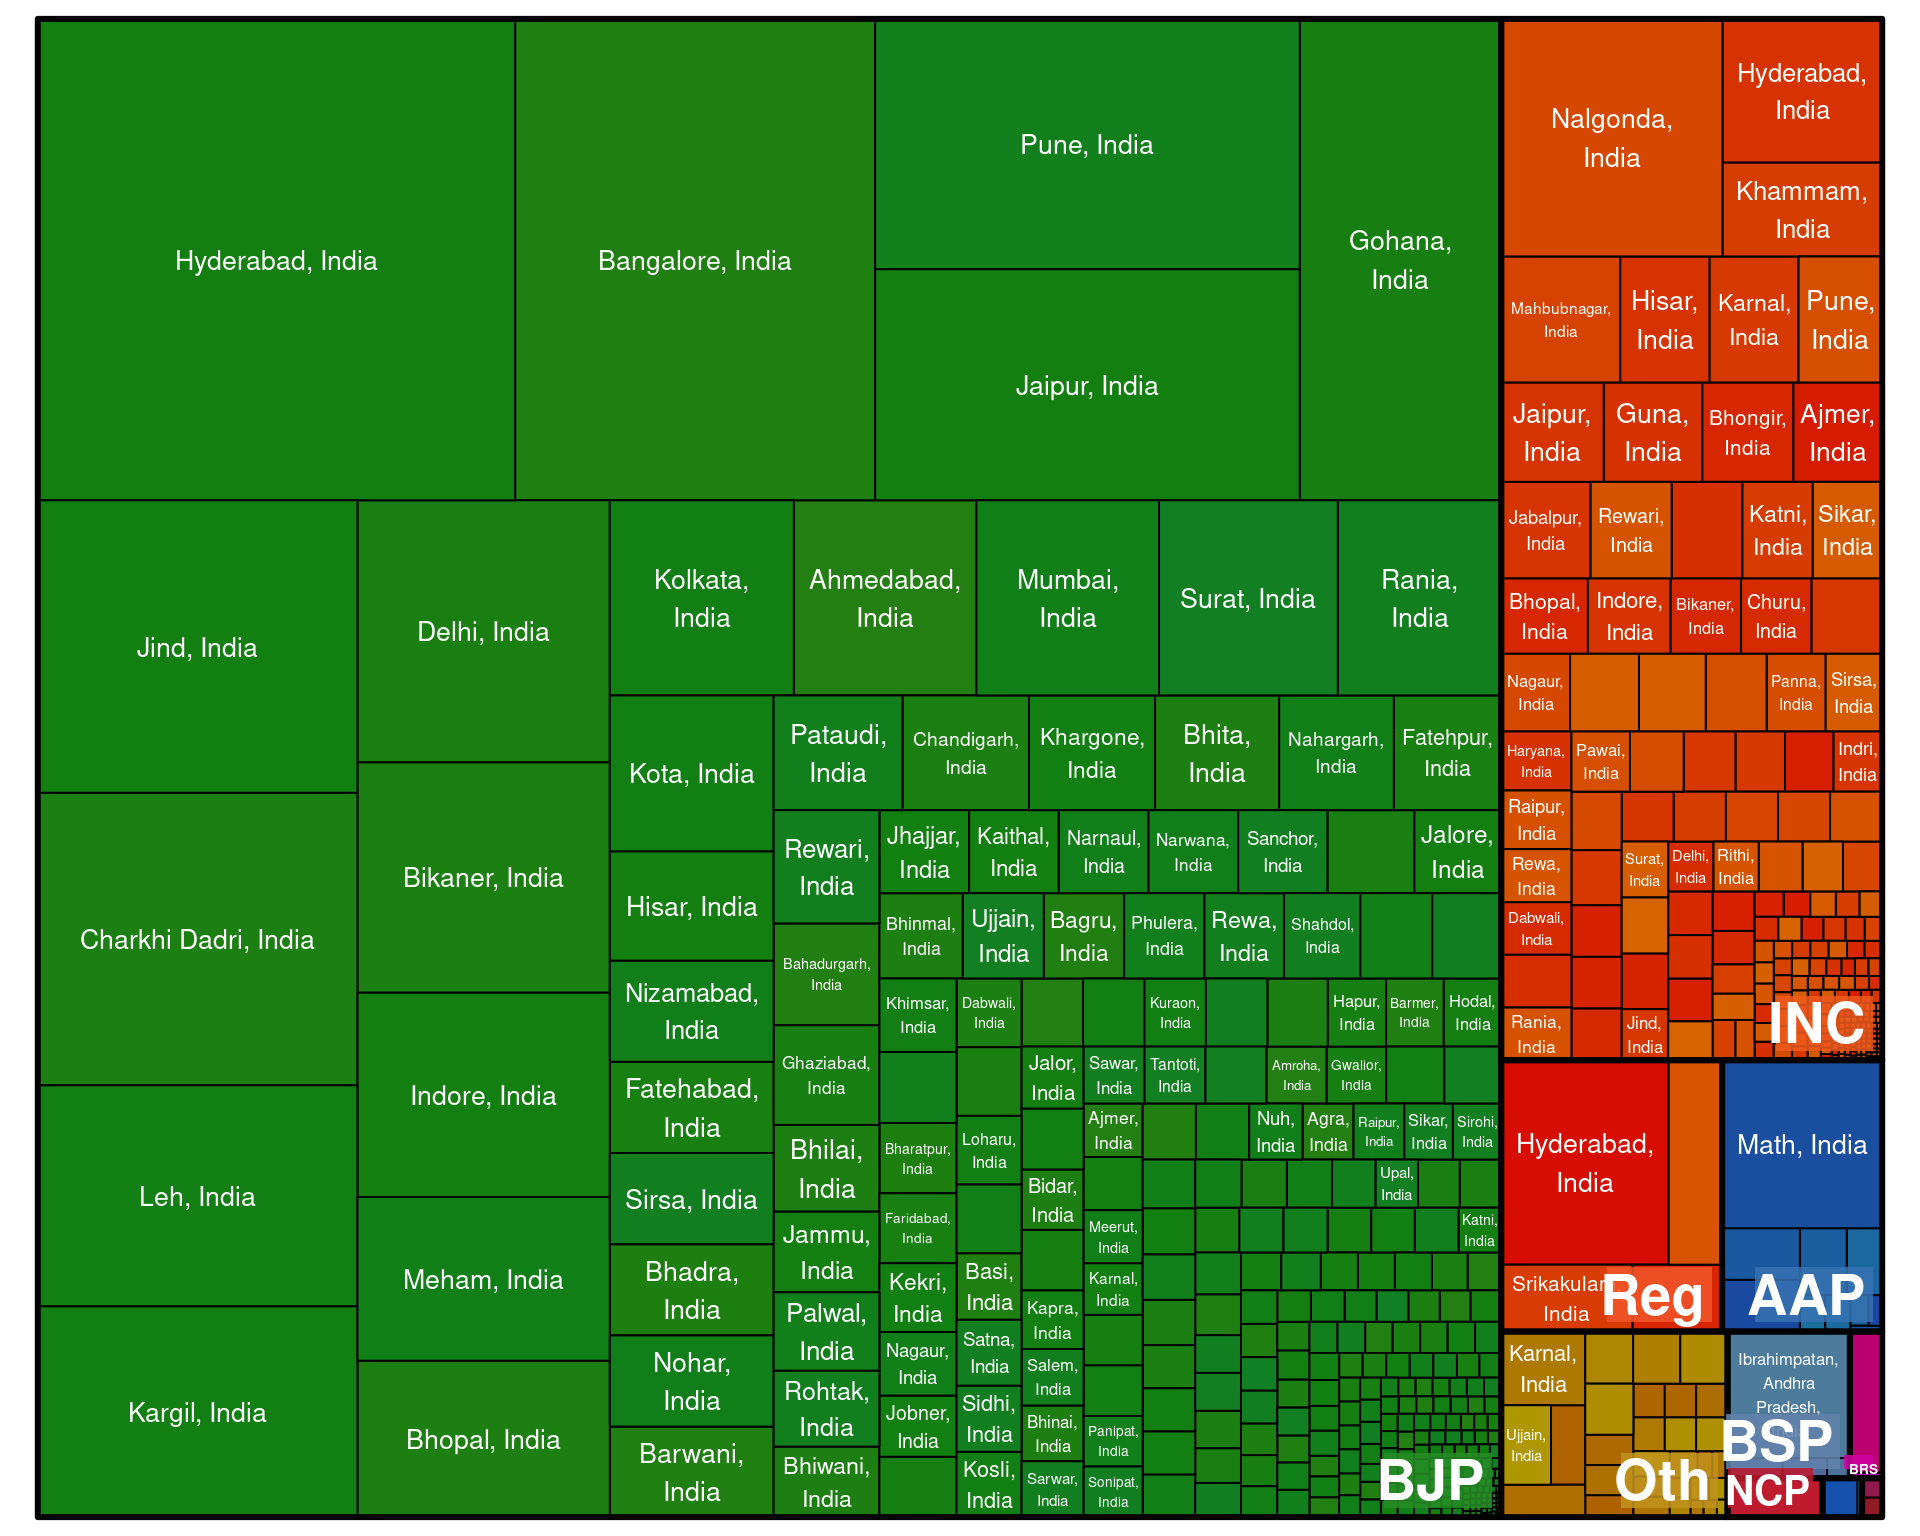 Hyderabad, India
Bangalore, India
Pune, India
Jaipur, India
Gohana,
India
Jind, India
Charkhi Dadri, India
Leh, India
Kargil, India
Delhi, India
Bikaner, India
Indore, India
Meham, India
Bhopal, India
Kolkata,
India
Ahmedabad,
India
Mumbai,
India
Surat, India
Rania,
India
Kota, India
Hisar, India
Nizamabad,
India
Fatehabad,
India
Sirsa, India
Bhadra,
India
Nohar,
India
Barwani,
India
Pataudi,
India
Chandigarh,
India
Khargone,
India
Bhita,
India
Nahargarh,
India
Fatehpur,
India
Rewari,
India
Bahadurgarh,
India
Ghaziabad,
India
Bhilai,
India
Jammu,
India
Palwal,
India
Rohtak,
India
Bhiwani,
India
Jhajjar,
India
Kaithal,
India
Narnaul,
India
Narwana,
India
Sanchor,
India
Jalore,
India
Bhinmal,
India
Ujjain,
India
Bagru,
India
Phulera,
India
Rewa,
India
Shahdol,
India
Khimsar,
India
Bharatpur,
India
Faridabad,
India
Kekri,
India
Nagaur,
India
Jobner,
India
Dabwali,
India
Loharu,
India
Basi,
India
Satna,
India
Sidhi,
India
Kosli,
India
Kuraon,
India
Hapur,
India
Barmer,
India
Hodal,
India
Jalor,
India
Bidar,
India
Kapra,
India
Salem,
India
Bhinai,
India
Sarwar,
India
Sawar,
India
Tantoti,
India
Amroha,
India
Gwalior,
India
Ajmer,
India
Meerut,
India
Karnal,
India
Panipat,
India
Sonipat,
India
Nuh,
India
Agra,
India
Raipur,
India
Sikar,
India
Sirohi,
India
Upal,
India
Katni,
India
BJP
Nalgonda,
India
Hyderabad,
India
Khammam,
India
Mahbubnagar,
India
Hisar,
India
Karnal,
India
Pune,
India
Jaipur,
India
Guna,
India
Bhongir,
India
Ajmer,
India
Jabalpur,
India
Rewari,
India
Katni,
India
Sikar,
India
Bhopal,
India
Indore,
India
Bikaner,
India
Churu,
India
Nagaur,
India
Panna,
India
Sirsa,
India
Haryana,
India
Pawai,
India
Indri,
India
Raipur,
India
Rewa,
India
Surat,
India
Delhi,
India
Rithi,
India
Dabwali,
India
Rania,
India
Jind,
India
INC
Hyderabad,
India
India
Reg
Math, India
AAP
Karnal,
India
Ujjain,
India
Oth
Ibrahimpatan,
Andhra
Pradesh,
BSP
BRS
NCP